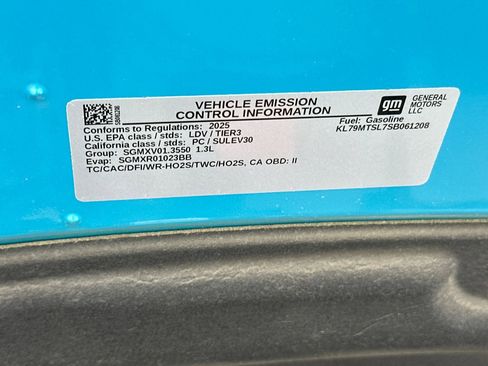 VEHICLE EMISSION
CONTROL INFORMATION
gm
GENERAL
MOTORS
LLC
Conforms to Regulations: 2025
Fuel: Gasoline
U.S. EPA class / stds: LDV / TIER3
KL79MTSL7SB061208
California class / stds: PC / SULEV30
Group: SGMXV01.3550 1.3L
Evap: SGMXR01023BB
TC/CAC/DFI/WR-HO2S/TWC/HO2S, CA OBD: II